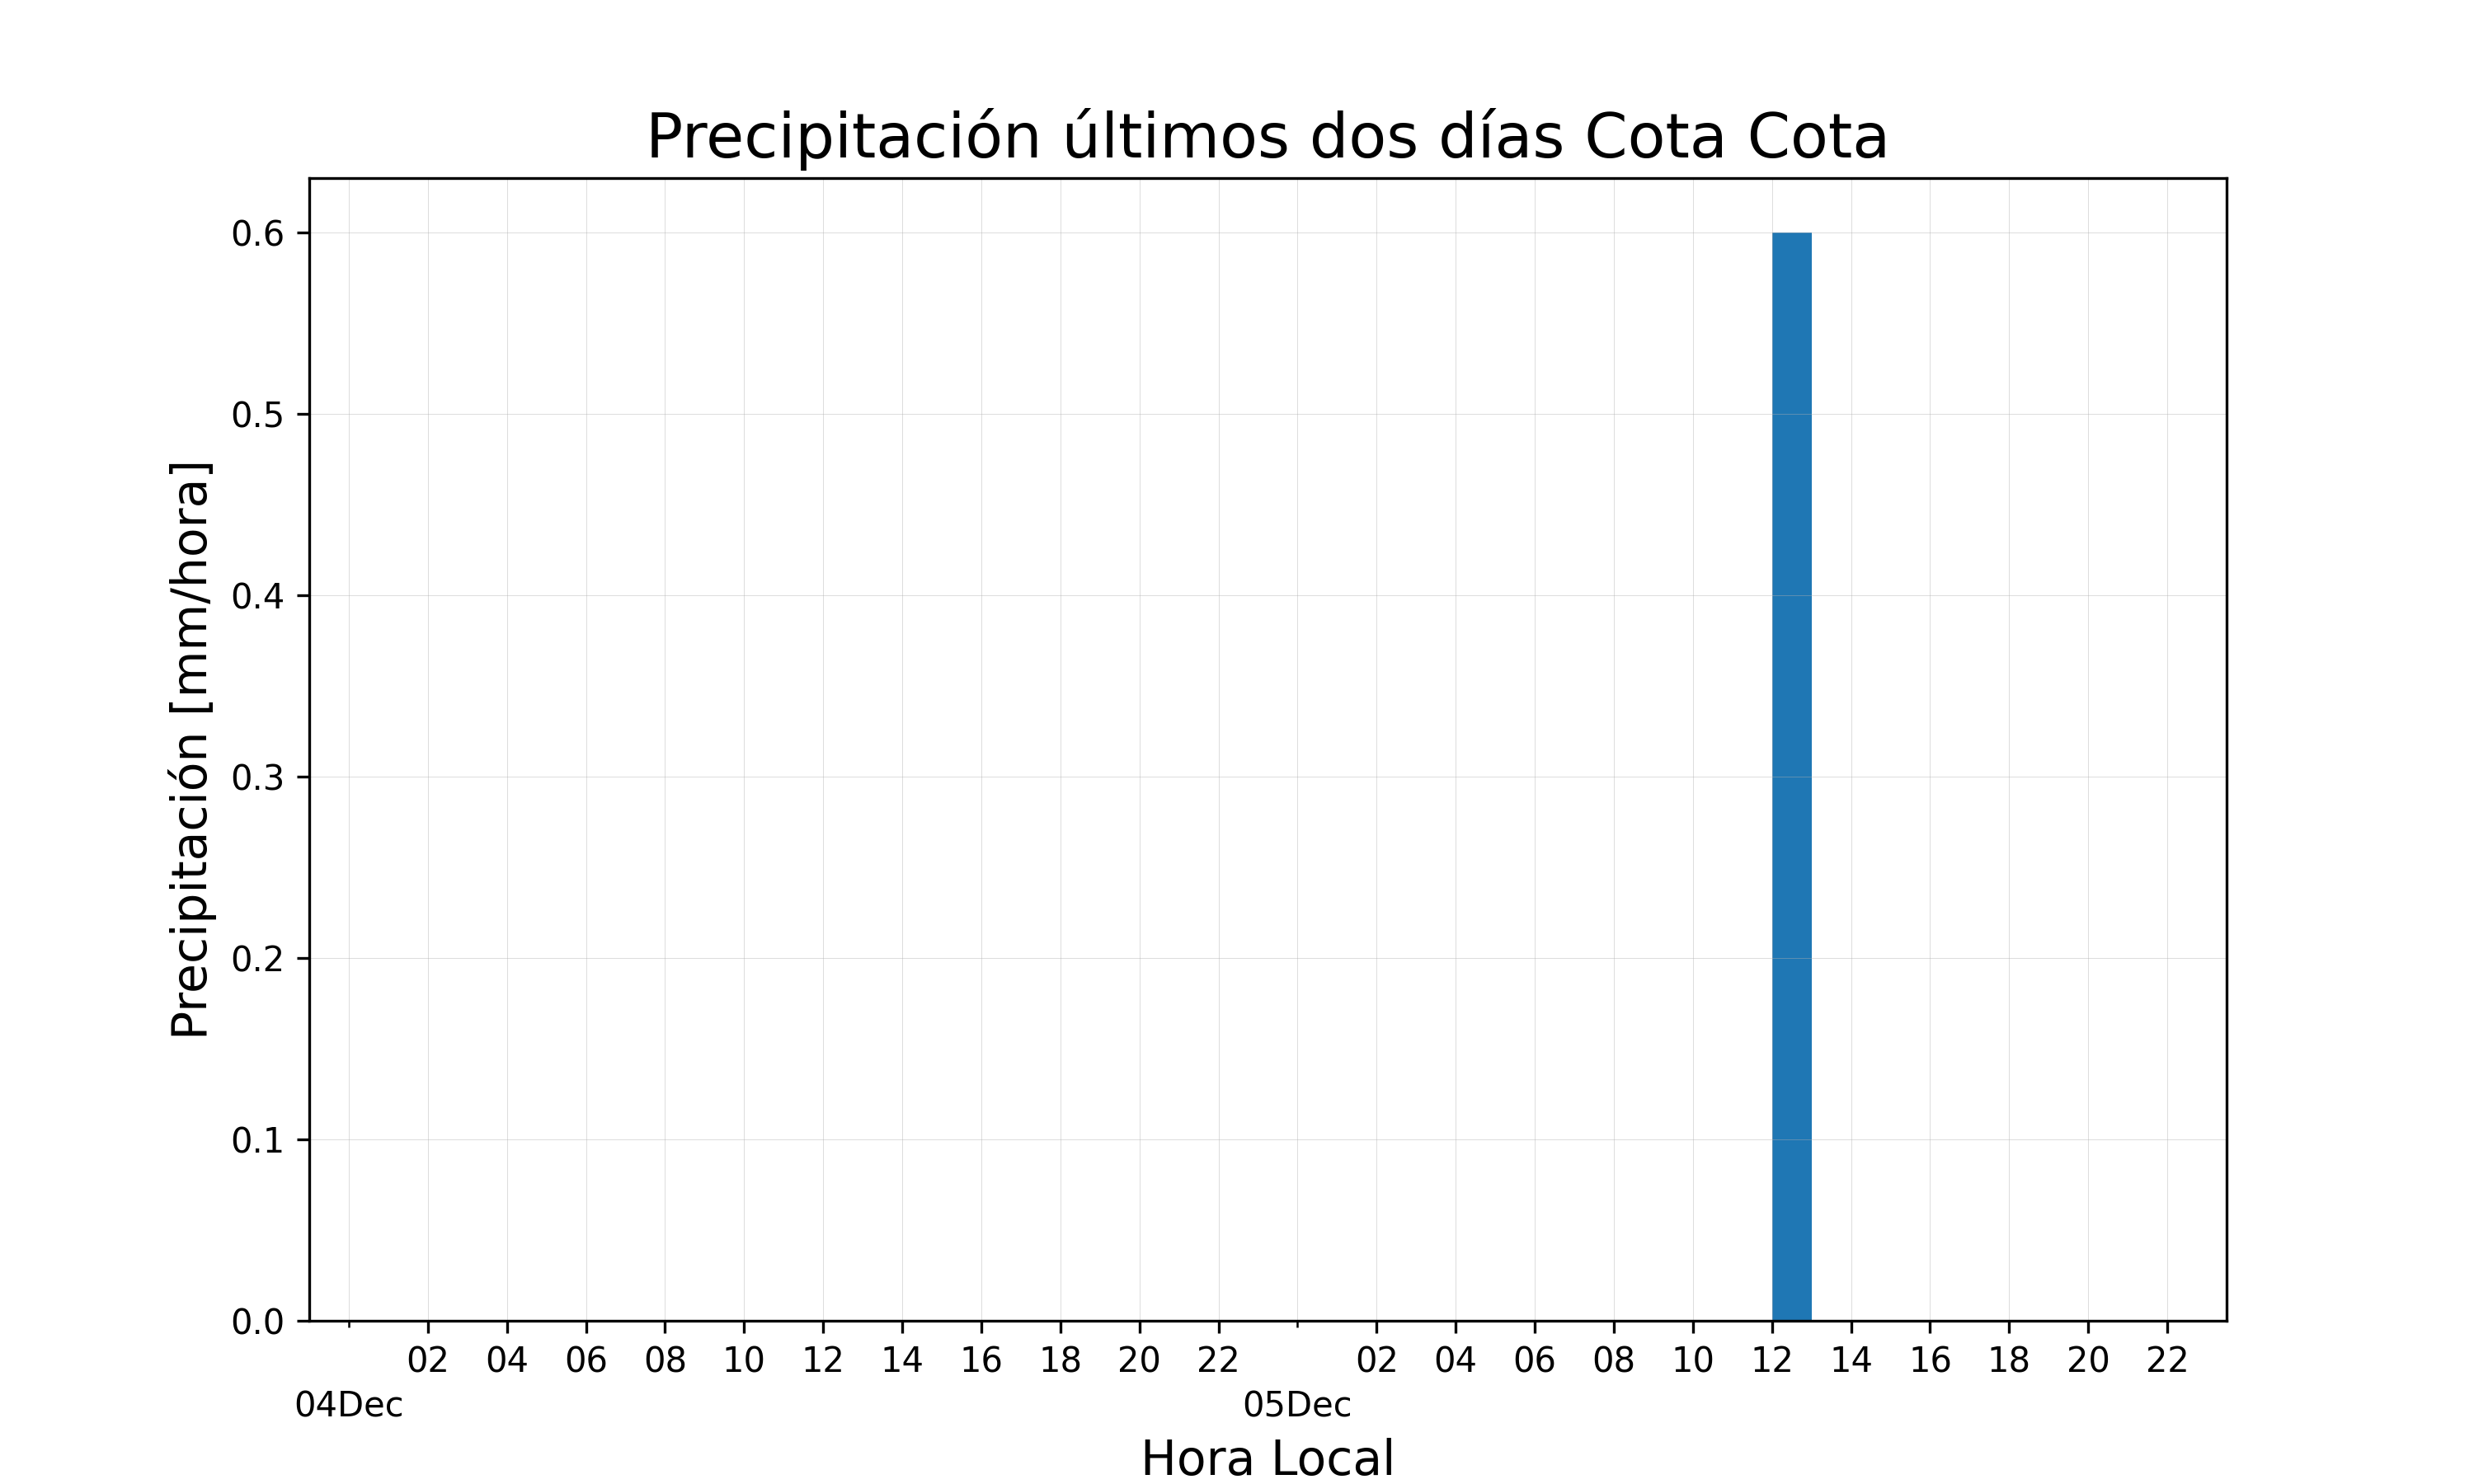 Precipitación últimos dos días Cota Cota
Precipitación [mm/hora]
0.6
0.5
0.4
0.3
0.2
0.1
0.0
02 04 06 08 10 12 14 16 18 20 22 02 04 06 08 10 12 14 16 18 20 22
04Dec 05Dec
Hora Local